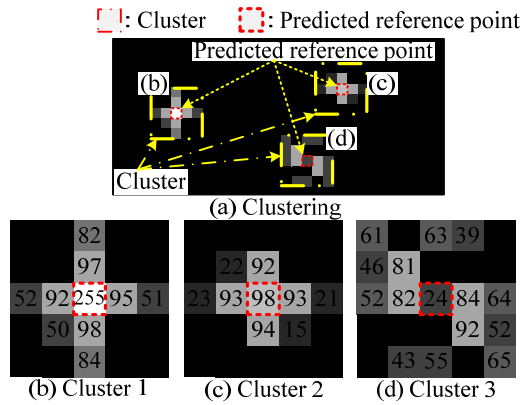 : Cluster : Predicted reference point
Predicted reference point
(b)
(c)
(d)
Cluster
(a) Clustering
82
97
52 92 255 95 51
50 98
84
(b) Cluster 1
22 92
23 93 98 93 21
94 15
(c) Cluster 2
61 63 39
46 81
52 82 24 84 64
92 52
43 55 65
(d) Cluster 3